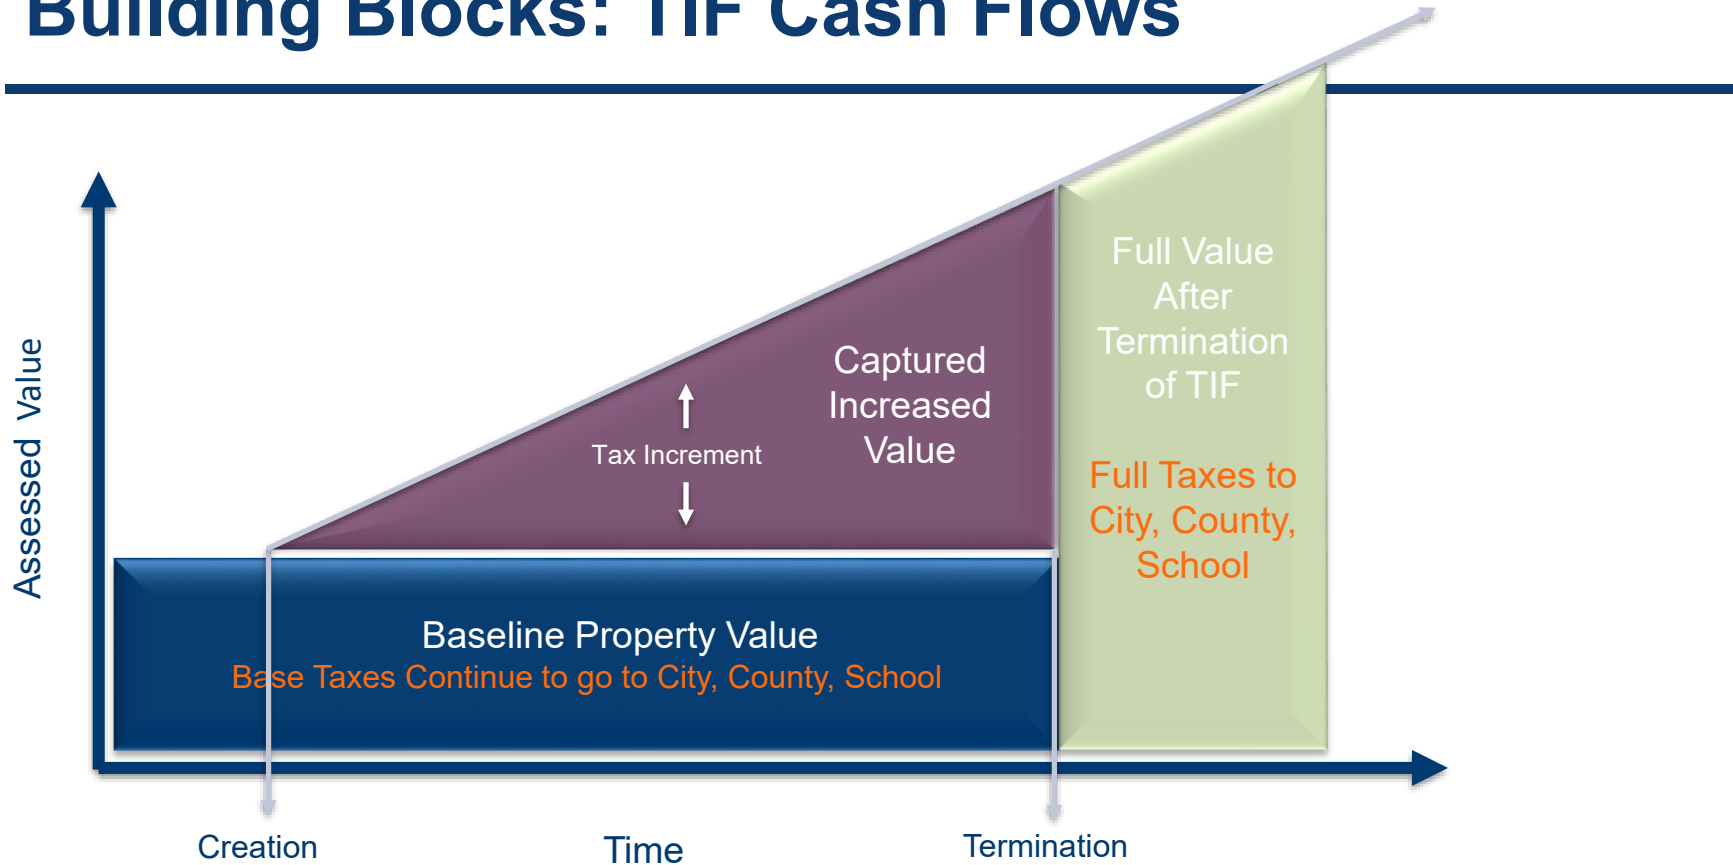 Building Blocks: TIF Cash Flows
Assessed Value
Full Value
After
Termination
of TIF
Captured
Increased
Value
Tax Increment
Full Taxes to
City, County,
School
Baseline Property Value
Base Taxes Continue to go to City, County, School
Creation
Time
Termination